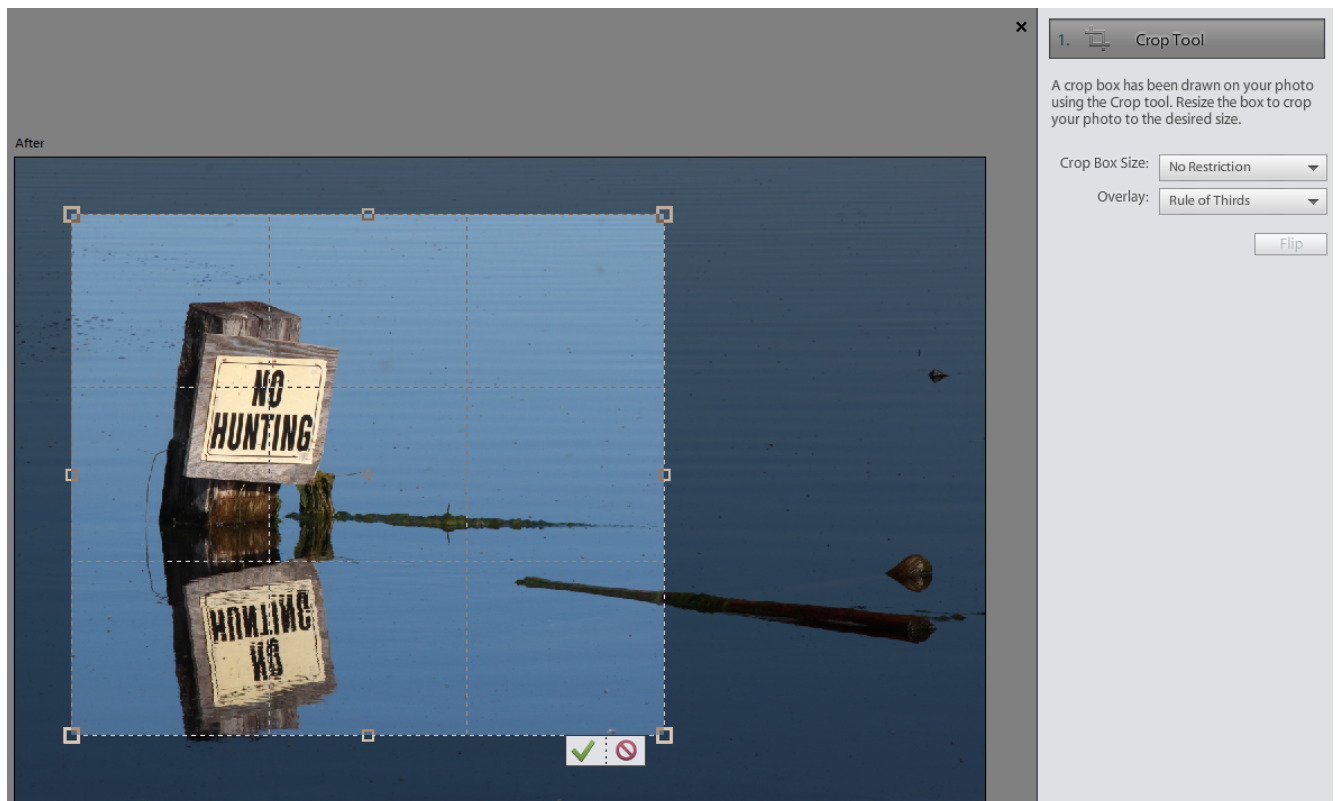 After
NO
HUNTING
HUNTING
NO
1. Crop Tool
A crop box has been drawn on your photo
using the Crop tool. Resize the box to crop
your photo to the desired size.
Crop Box Size: No Restriction
Overlay: Rule of Thirds
Flip